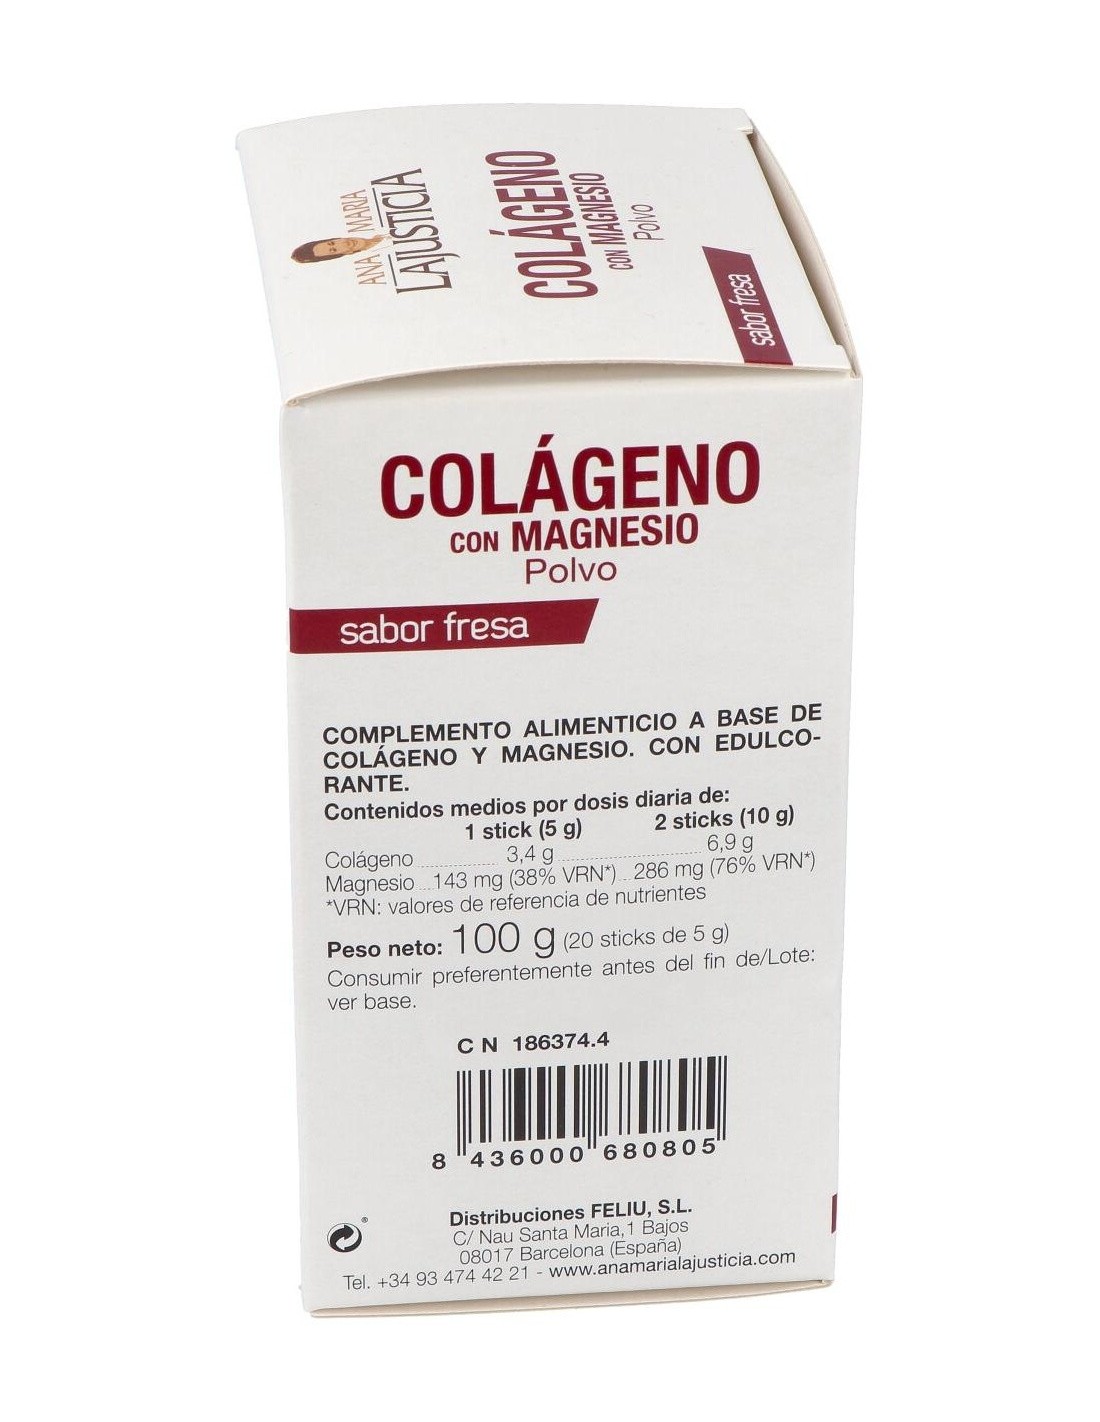 ANA MARIA
LAJUSTICIA
COLÁGENO
CON MAGNESIO
Polvo
sabor fresa
COLÁGENO
CON MAGNESIO
Polvo
sabor fresa
COMPLEMENTO ALIMENTICIO A BASE DE
COLÁGENO Y MAGNESIO. CON EDULCO-
RANTE.
Contenidos medios por dosis diaria de:
1 stick (5 g) 2 sticks (10 g)
Colágeno 3,4 g 6,9 g
Magnesio 143 mg (38% VRN*) 286 mg (76% VRN*)
*VRN: valores de referencia de nutrientes
Peso neto: 100 g (20 sticks de 5 g)
Consumir preferentemente antes del fin de/Lote:
ver base.
C N 186374.4
8 436000 680805
Distribuciones FELIU, S.L.
C/ Nau Santa Maria,1 Bajos
08017 Barcelona (España)
Tel. +34 93 474 42 21 - www.anamarialajusticia.com